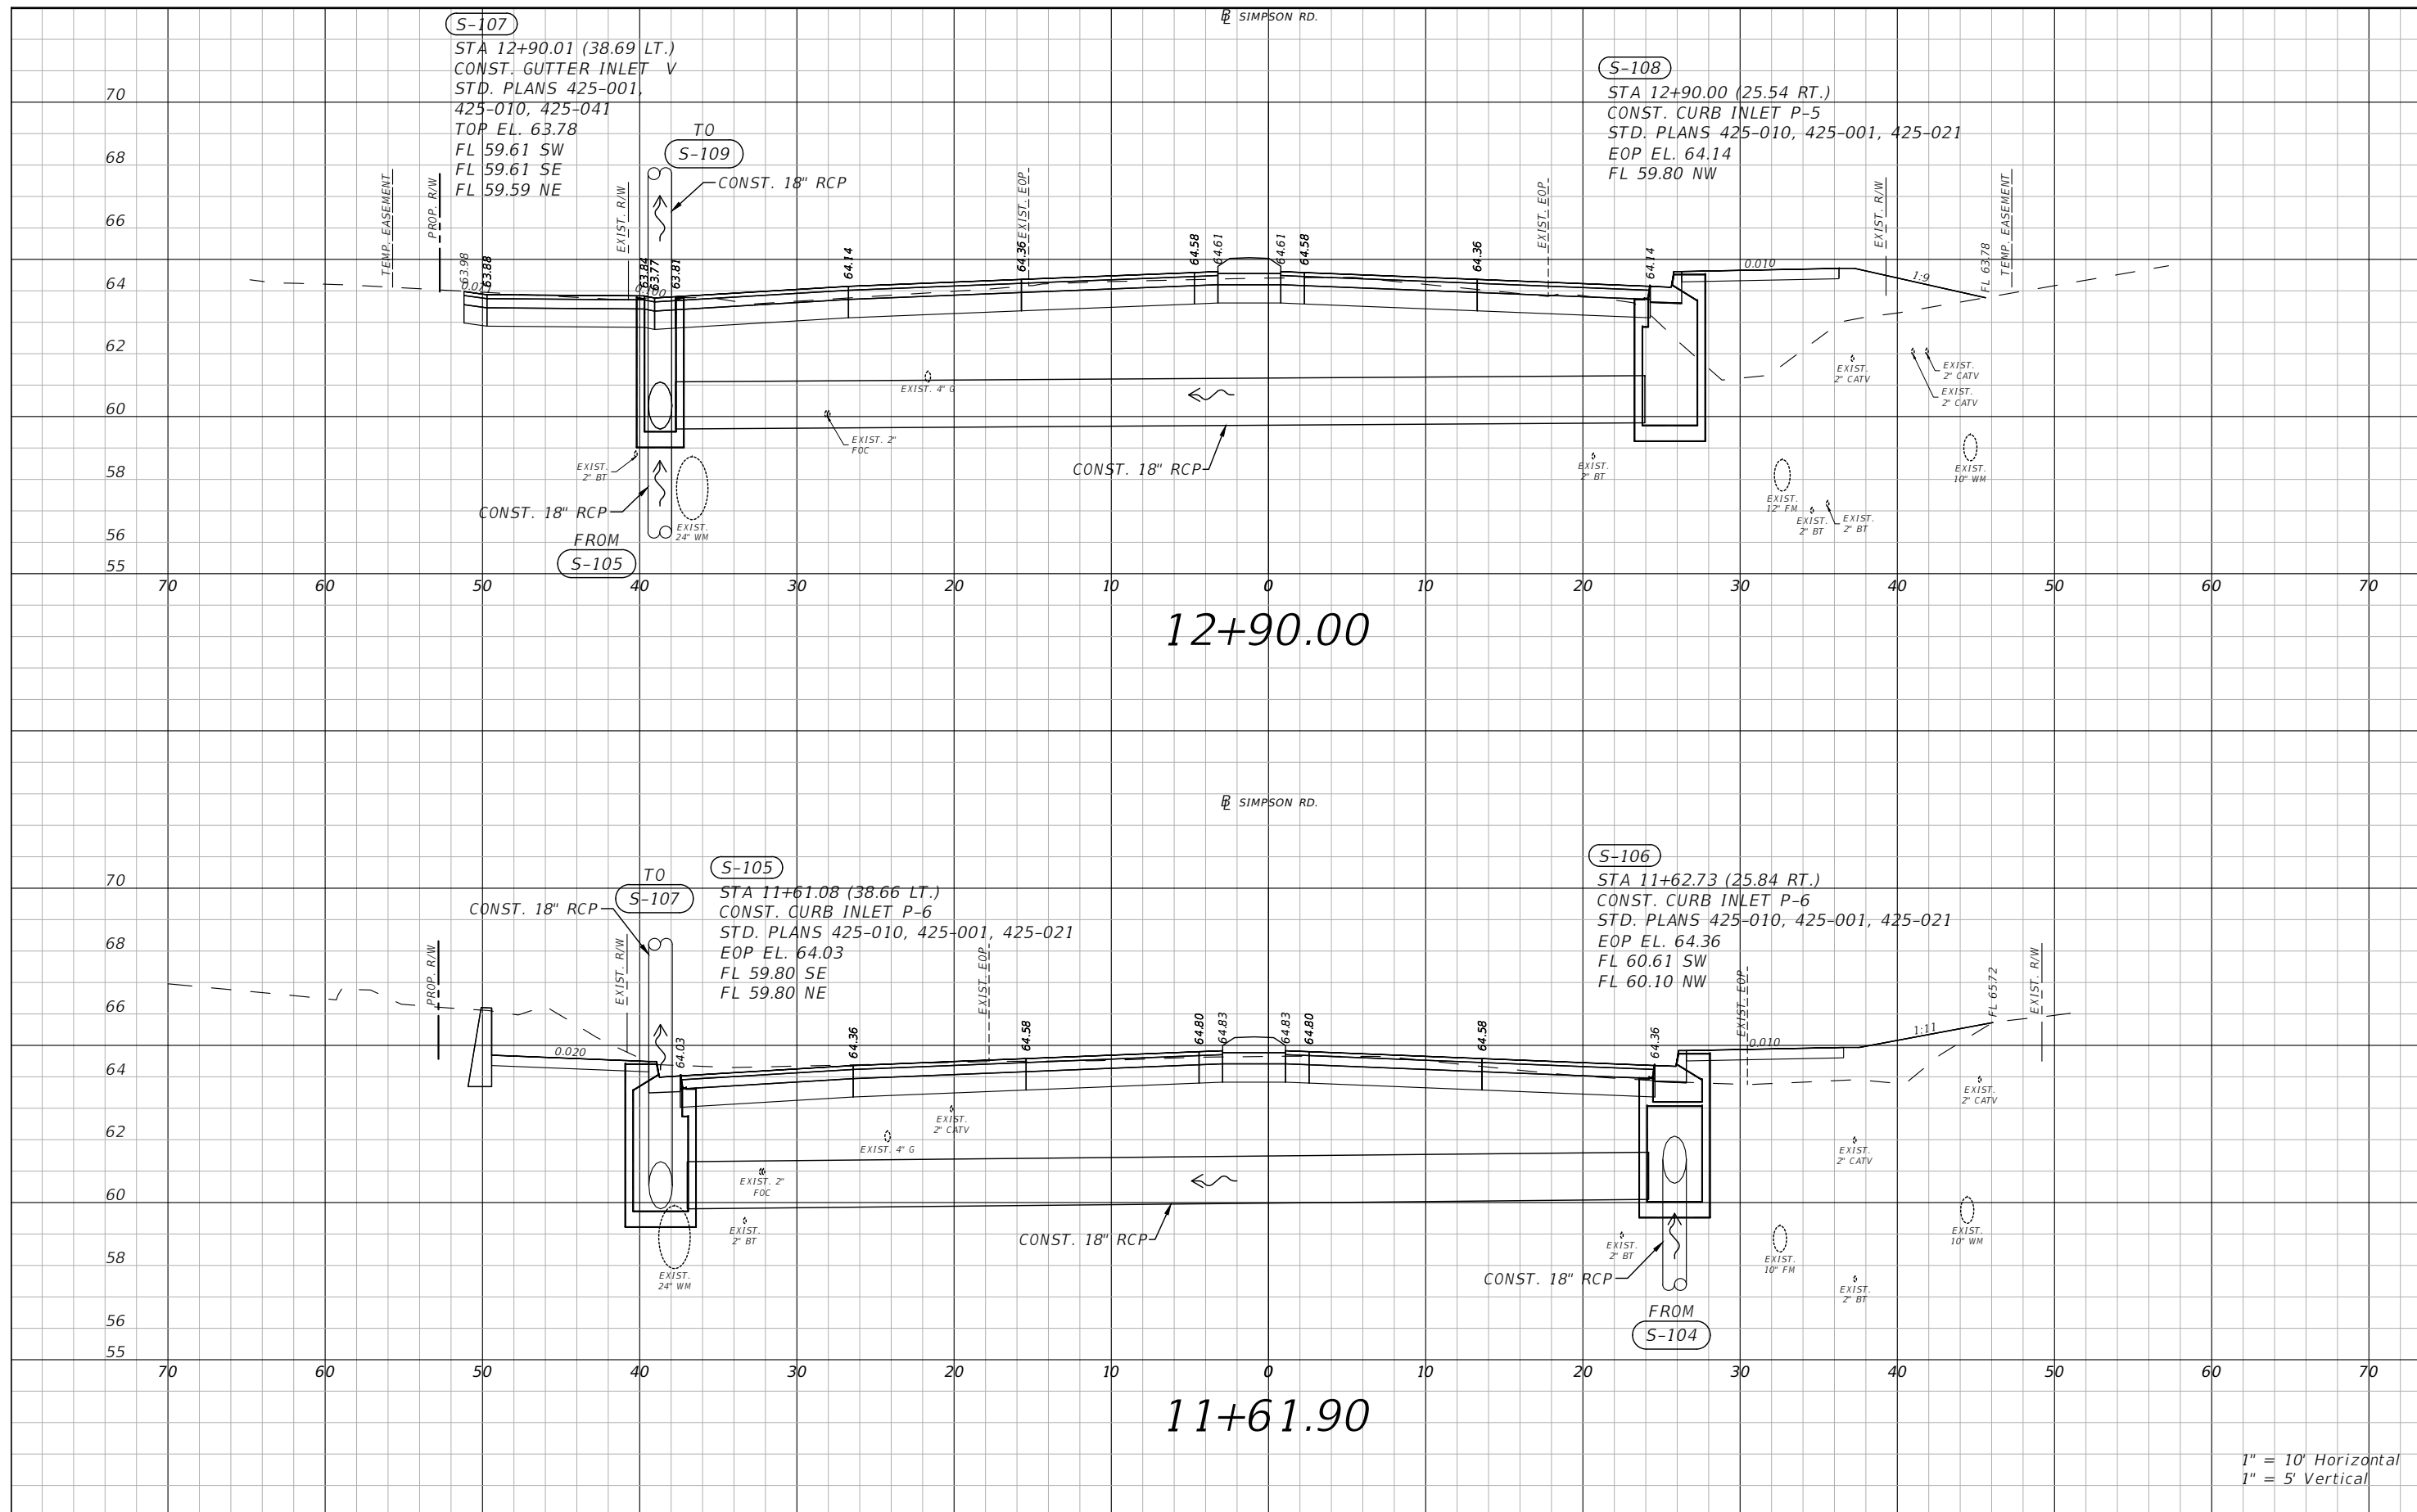 ℄ SIMPSON RD.
S-107
STA 12+90.01 (38.69 LT.)
CONST. GUTTER INLET V
STD. PLANS 425-001,
425-010, 425-041
TOP EL. 63.78
FL 59.61 SW
FL 59.61 SE
FL 59.59 NE
TO
S-109
CONST. 18" RCP
S-108
STA 12+90.00 (25.54 RT.)
CONST. CURB INLET P-5
STD. PLANS 425-010, 425-001, 425-021
EOP EL. 64.14
FL 59.80 NW
TEMP. EASEMENT
PROP. R/W
EXIST. R/W
EXIST. EOP
EXIST. EOP
EXIST. R/W
FL 63.78
TEMP. EASEMENT
63.98
63.88
63.84
63.77
63.81
64.14
64.36
64.58
64.61
64.61
64.58
64.36
64.14
0.100
0.010
1:9
70
68
66
64
62
60
58
56
55
EXIST. 4" G
EXIST. 2"
FOC
EXIST.
2" BT
CONST. 18" RCP
CONST. 18" RCP
EXIST.
24" WM
FROM
S-105
EXIST.
2" BT
EXIST.
2" CATV
EXIST.
2" CATV
EXIST.
2" CATV
EXIST.
10" WM
EXIST.
12" FM
EXIST.
2" BT
EXIST.
2" BT
70 60 50 40 30 20 10 0 10 20 30 40 50 60 70
12+90.00
℄ SIMPSON RD.
TO
S-107
CONST. 18" RCP
S-105
STA 11+61.08 (38.66 LT.)
CONST. CURB INLET P-6
STD. PLANS 425-010, 425-001, 425-021
EOP EL. 64.03
FL 59.80 SE
FL 59.80 NE
S-106
STA 11+62.73 (25.84 RT.)
CONST. CURB INLET P-6
STD. PLANS 425-010, 425-001, 425-021
EOP EL. 64.36
FL 60.61 SW
FL 60.10 NW
PROP. R/W
EXIST. R/W
EXIST. EOP
EXIST. EOP
FL 65.72
EXIST. R/W
64.03
64.36
64.58
64.80
64.83
64.83
64.80
64.58
64.36
0.020
0.010
1:11
70
68
66
64
62
60
58
56
55
EXIST.
2" CATV
EXIST. 4" G
EXIST. 2"
FOC
EXIST.
2" BT
EXIST.
24" WM
CONST. 18" RCP
CONST. 18" RCP
FROM
S-104
EXIST.
2" BT
EXIST.
10" FM
EXIST.
2" CATV
EXIST.
2" CATV
EXIST.
10" WM
EXIST.
2" BT
70 60 50 40 30 20 10 0 10 20 30 40 50 60 70
11+61.90
1" = 10' Horizontal
1" = 5' Vertical